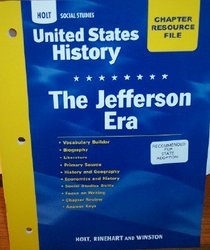 HOLT
SOCIAL STUDIES
United States
History
CHAPTER
RESOURCE
FILE
The Jefferson
Era
• Vocabulary Builder
• Biography
• Literature
• Primary Source
• History and Geography
• Economics and History
• Social Studies Skills
• Focus on Writing
• Chapter Review
• Answer Keys
RECOMMENDED
FOR
STATE
ADOPTION
HOLT, RINEHART AND WINSTON